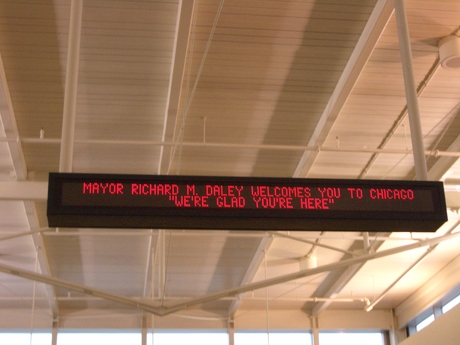 MAYOR RICHARD M. DALEY WELCOMES YOU TO CHICAGO
"WE'RE GLAD YOU'RE HERE"